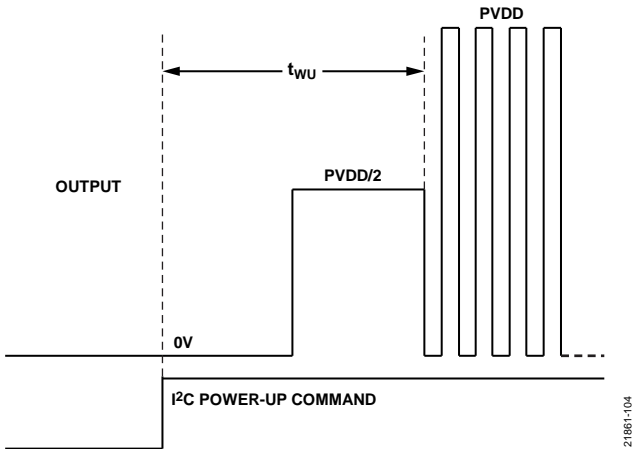 PVDD
tWU
OUTPUT
PVDD/2
0V
I2C POWER-UP COMMAND
21861-104